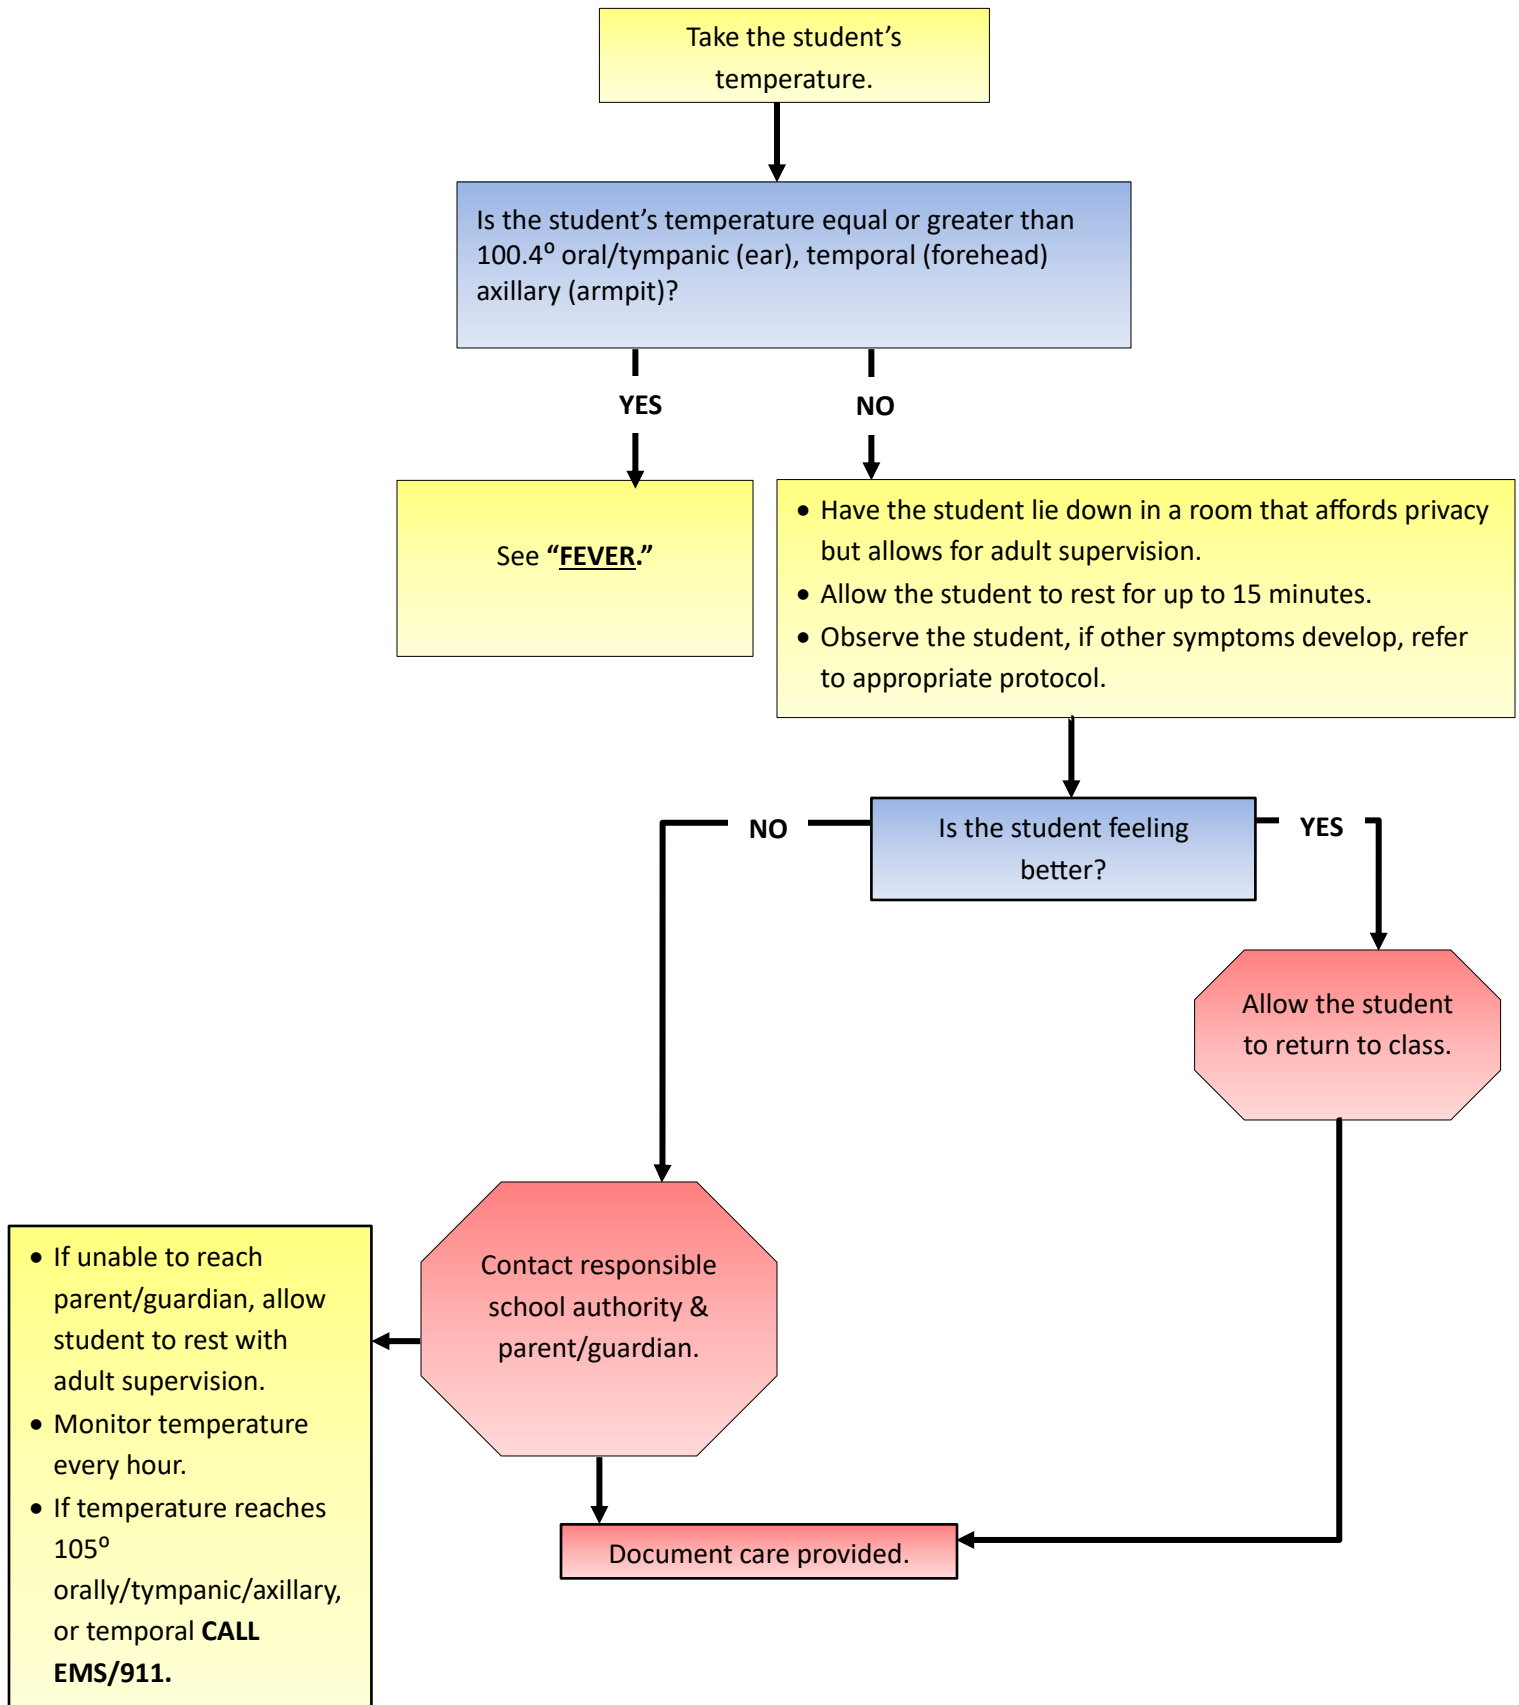 Take the student’s
temperature.
Is the student’s temperature equal or greater than
100.4⁰ oral/tympanic (ear), temporal (forehead)
axillary (armpit)?
YES
NO
See “FEVER.”
• Have the student lie down in a room that affords privacy
but allows for adult supervision.
• Allow the student to rest for up to 15 minutes.
• Observe the student, if other symptoms develop, refer
to appropriate protocol.
Is the student feeling
better?
NO
YES
Allow the student
to return to class.
Contact responsible
school authority &
parent/guardian.
• If unable to reach
parent/guardian, allow
student to rest with
adult supervision.
• Monitor temperature
every hour.
• If temperature reaches
105⁰
orally/tympanic/axillary,
or temporal CALL
EMS/911.
Document care provided.